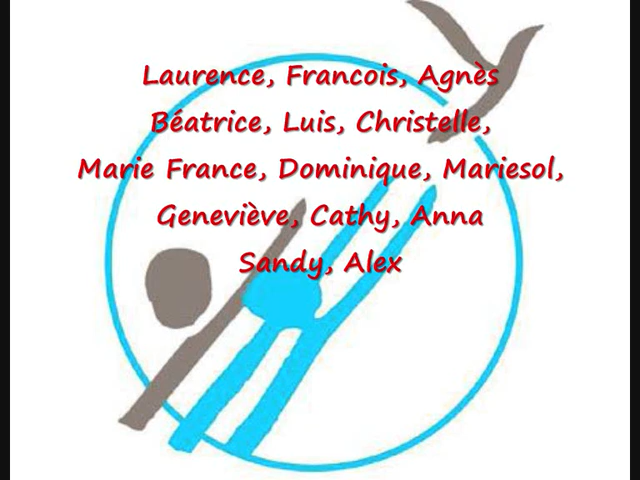 Laurence, Francois, Agnès
Béatrice, Luis, Christelle,
Marie France, Dominique, Mariesol,
Geneviève, Cathy, Anna
Sandy, Alex